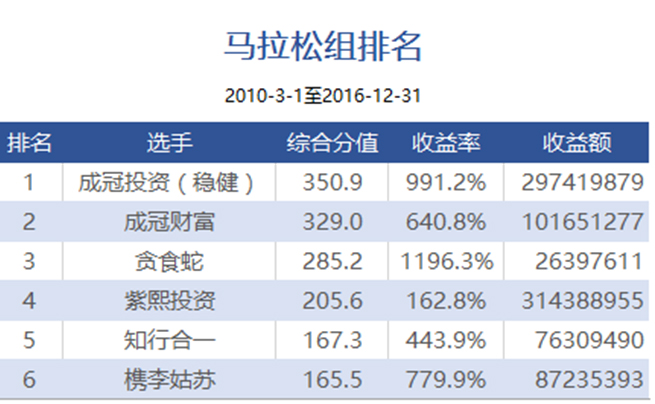 马拉松组排名
2010-3-1至2016-12-31
排名 选手 综合分值 收益率 收益额
1 成冠投资（稳健） 350.9 991.2% 297419879
2 成冠财富 329.0 640.8% 101651277
3 贪食蛇 285.2 1196.3% 26397611
4 紫熙投资 205.6 162.8% 314388955
5 知行合一 167.3 443.9% 76309490
6 槜李姑苏 165.5 779.9% 87235393